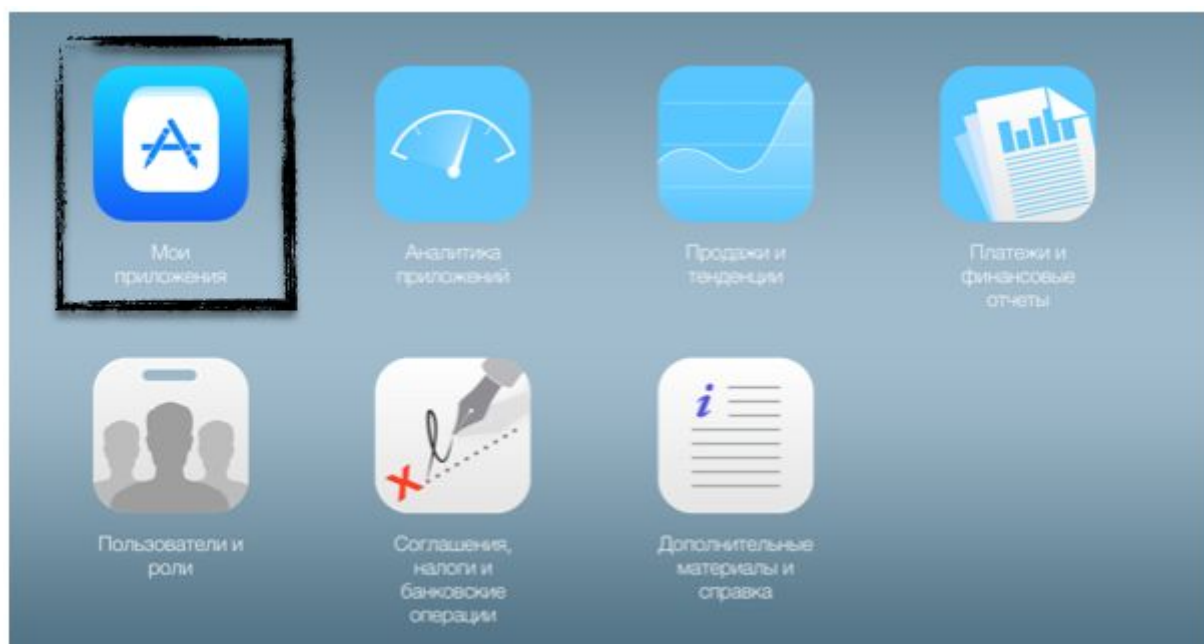 Мои
приложения
Аналитика
приложений
Продажи и
тенденции
Платежи и
финансовые
отчеты
Пользователи и
роли
Соглашения,
налоги и
банковские
операции
Дополнительные
материалы и
справка